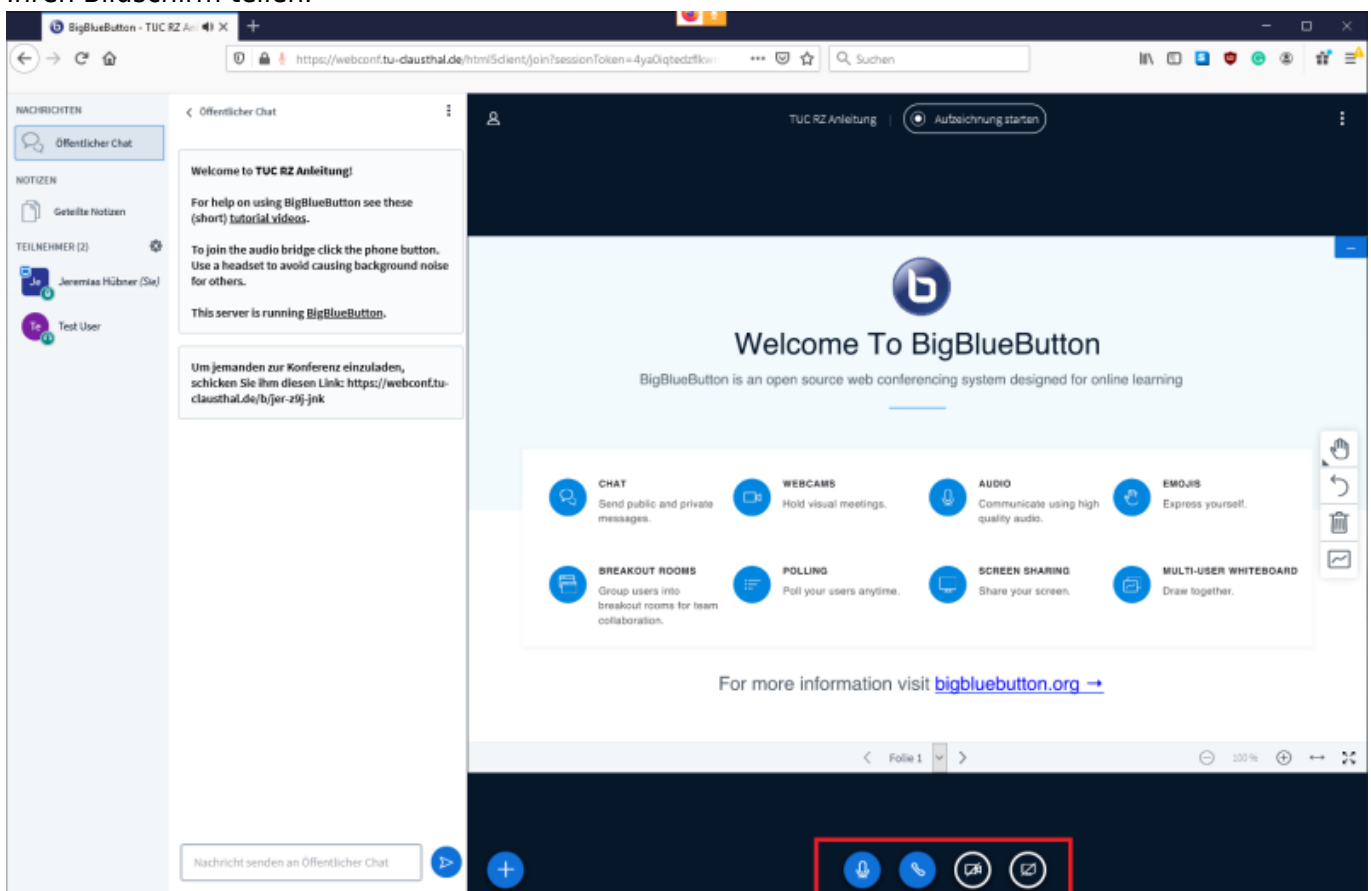 Ihren Bildschirm teilen.
BigBlueButton - TUC RZ An
https://webconf.tu-clausthal.de/html5client/join?sessionToken=4ya0iqtedzflkw
Suchen
NACHRICHTEN
Öffentlicher Chat
NOTIZEN
Geteilte Notizen
TEILNEHMER (2)
Je
Jeremias Hübner (Sie)
Te
Test User
Öffentlicher Chat
Welcome to TUC RZ Anleitung!
For help on using BigBlueButton see these
(short) tutorial videos.
To join the audio bridge click the phone button.
Use a headset to avoid causing background noise
for others.
This server is running BigBlueButton.
Um jemanden zur Konferenz einzuladen,
schicken Sie ihm diesen Link: https://webconf.tu-
clausthal.de/b/jer-z9j-jnk
Nachricht senden an Öffentlicher Chat
TUC RZ Anleitung | Aufzeichnung starten
Welcome To BigBlueButton
BigBlueButton is an open source web conferencing system designed for online learning
CHAT
Send public and private
messages.
WEBCAMS
Hold visual meetings.
AUDIO
Communicate using high
quality audio.
EMOJIS
Express yourself.
BREAKOUT ROOMS
Group users into
breakout rooms for team
collaboration.
POLLING
Poll your users anytime.
SCREEN SHARING
Share your screen.
MULTI-USER WHITEBOARD
Draw together.
For more information visit bigbluebutton.org →
Folie 1
100 %